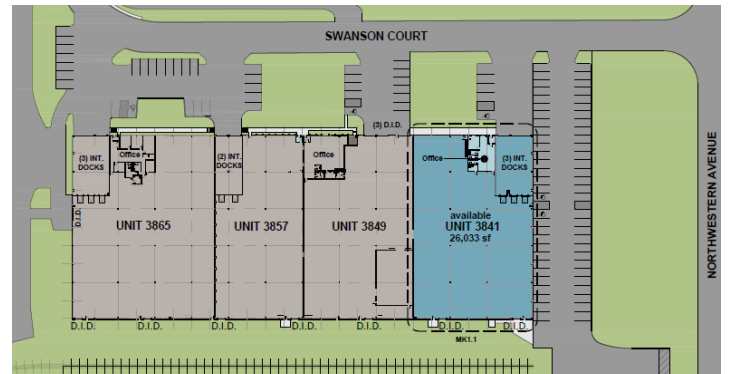 SWANSON COURT
(3) D.I.D.
(3) INT.
DOCKS
Office
(2) INT.
DOCKS
Office
Office
(3) INT.
DOCKS
D.I.D.
UNIT 3865
UNIT 3857
UNIT 3849
available
UNIT 3841
26,033 sf
NORTHWESTERN AVENUE
D.I.D.
D.I.D.
D.I.D.
D.I.D.
D.I.D.
D.I.D.
MK1.1